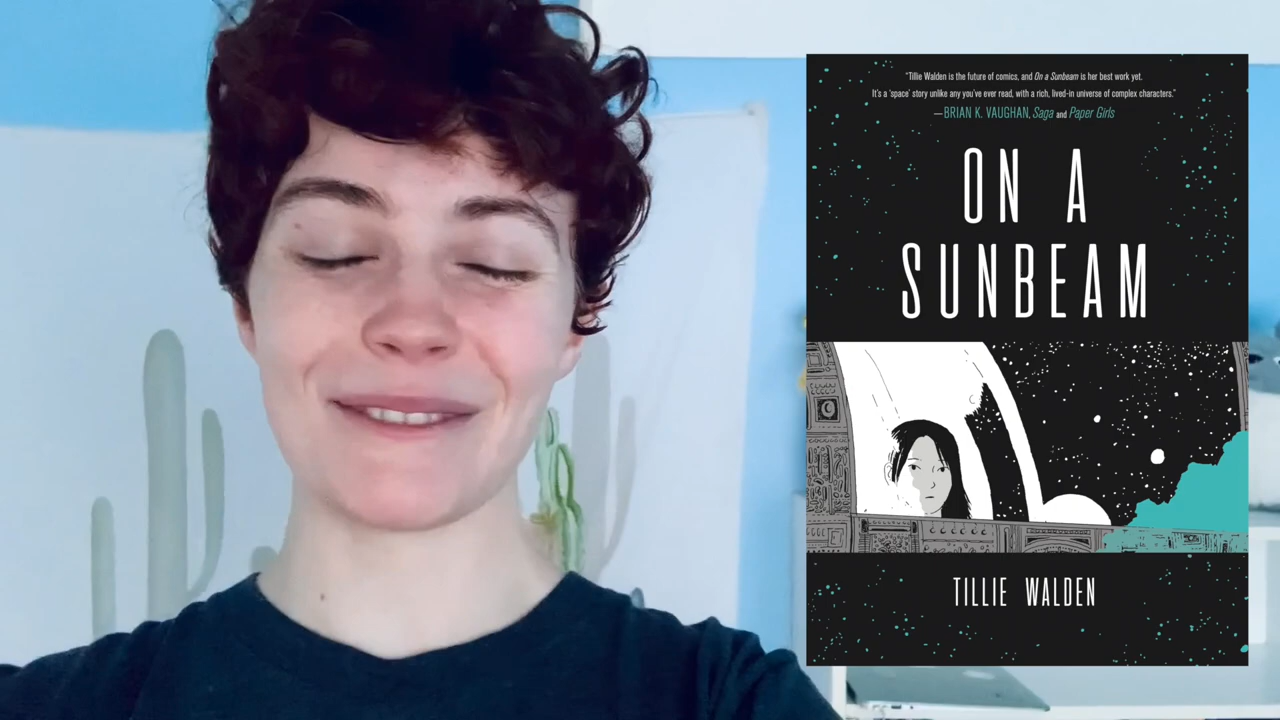 "Tillie Walden is the future of comics, and On a Sunbeam is her best work yet.
It's a 'space' story unlike any you've ever read, with a rich, lived-in universe of complex characters."
—BRIAN K. VAUGHAN, Saga and Paper Girls
ON A
SUNBEAM
TILLIE WALDEN